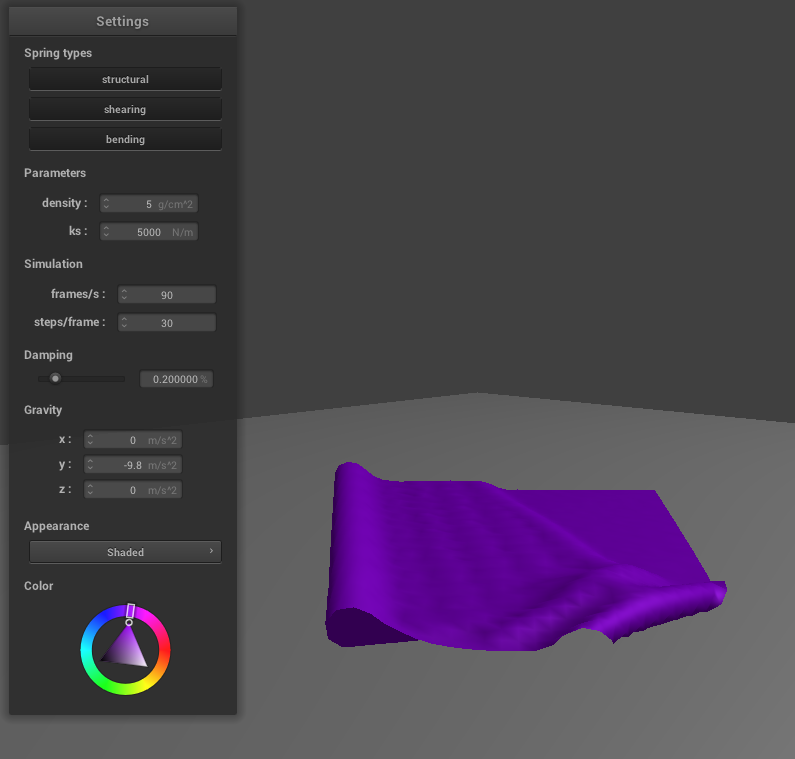 Settings
Spring types
structural
shearing
bending
Parameters
density : 5 g/cm^2
ks : 5000 N/m
Simulation
frames/s : 90
steps/frame : 30
Damping
0.200000 %
Gravity
x : 0 m/s^2
y : -9.8 m/s^2
z : 0 m/s^2
Appearance
Shaded
Color